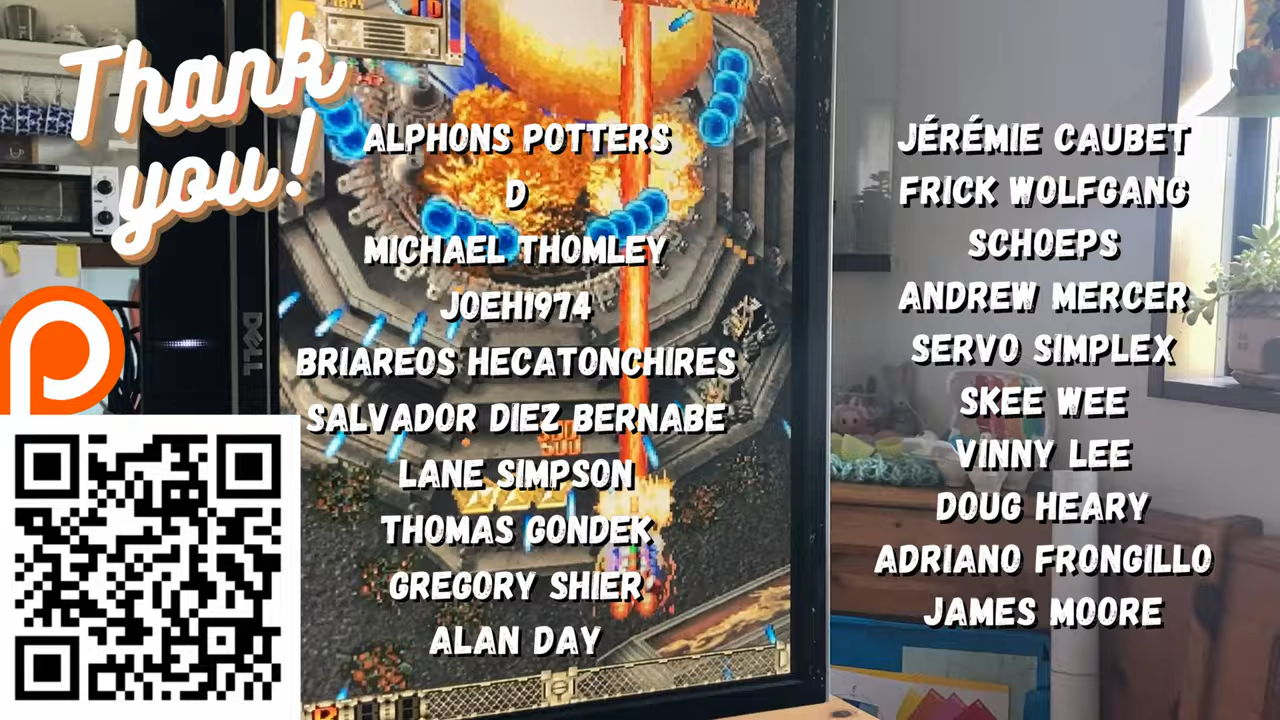 Thank
you!
ALPHONS POTTERS
D
MICHAEL THOMLEY
JOEH1974
BRIAREOS HECATONCHIRES
SALVADOR DIEZ BERNABE
LANE SIMPSON
THOMAS GONDEK
GREGORY SHIER
ALAN DAY
JÉRÉMIE CAUBET
FRICK WOLFGANG
SCHOEPS
ANDREW MERCER
SERVO SIMPLEX
SKEE WEE
VINNY LEE
DOUG HEARY
ADRIANO FRONGILLO
JAMES MOORE
DELL